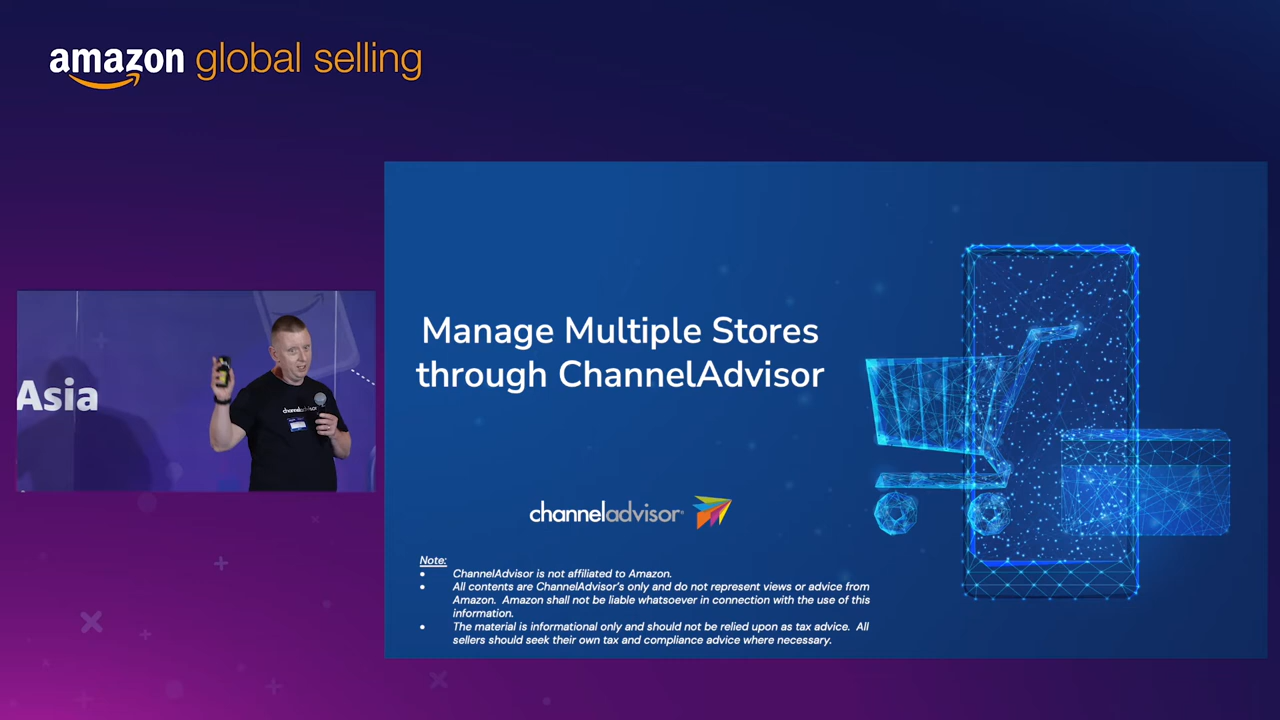 amazon global selling
Asia
channeladvisor
Manage Multiple Stores
through ChannelAdvisor
channeladvisor
Note:
• ChannelAdvisor is not affiliated to Amazon.
• All contents are ChannelAdvisor's only and do not represent views or advice from
Amazon. Amazon shall not be liable whatsoever in connection with the use of this
information.
• The material is informational only and should not be relied upon as tax advice. All
sellers should seek their own tax and compliance advice where necessary.